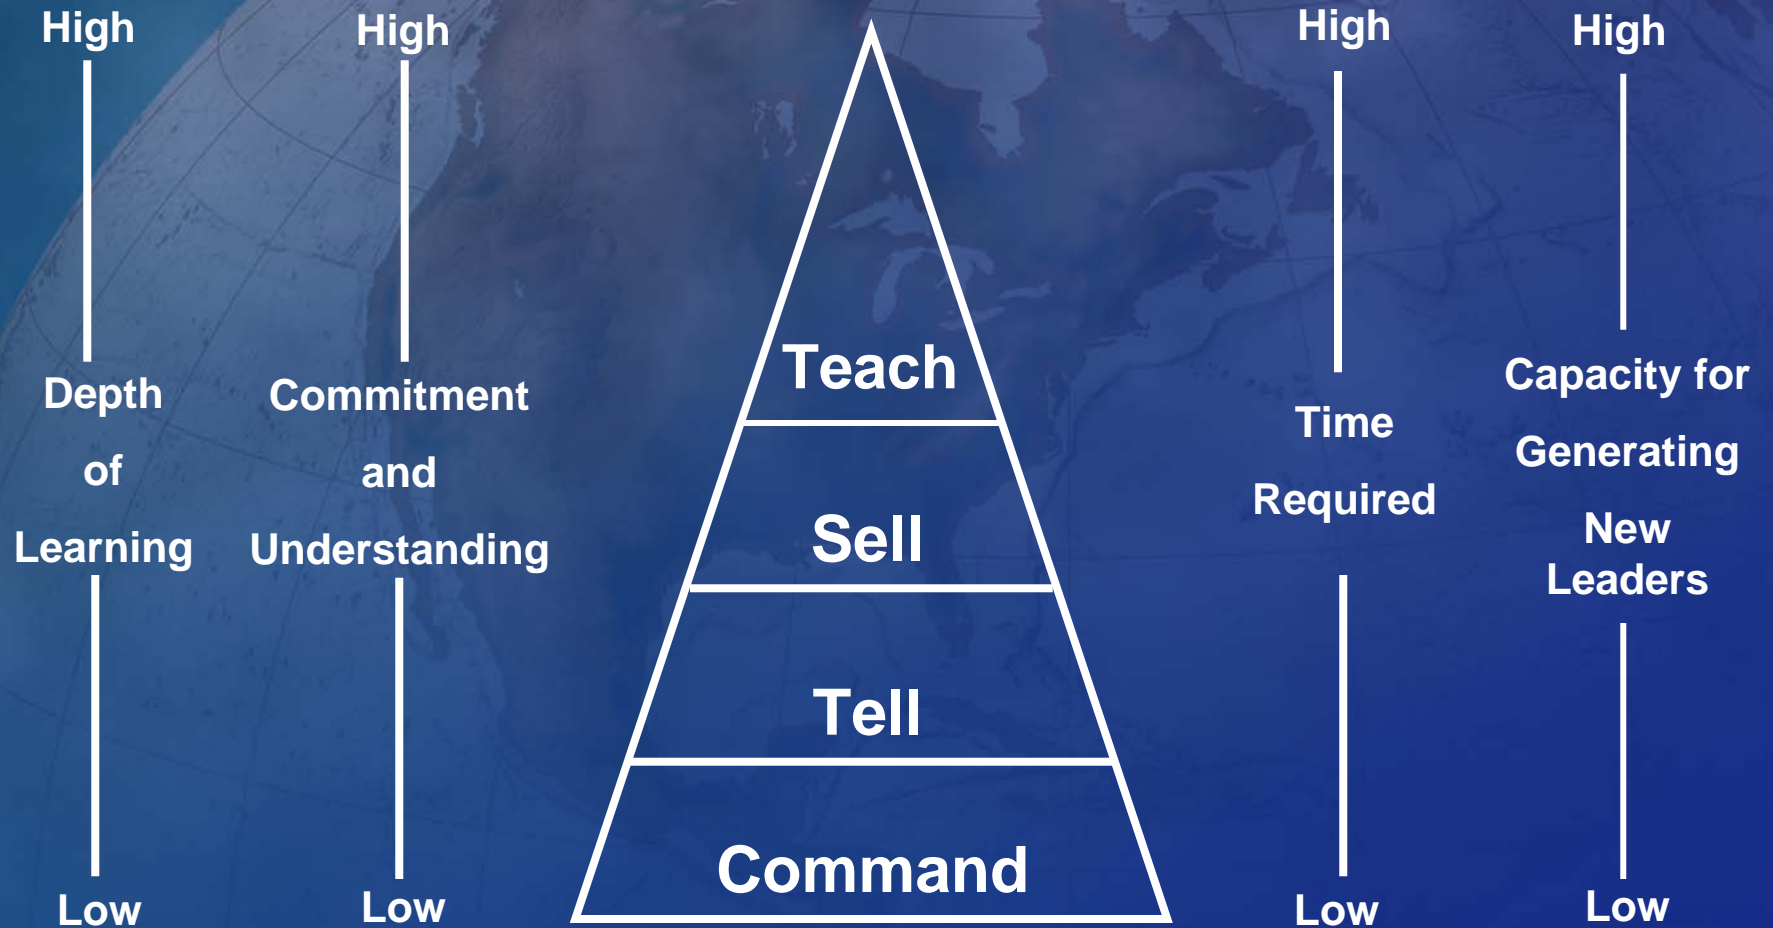 High
Depth
of
Learning
Low
High
Commitment
and
Understanding
Low
Teach
Sell
Tell
Command
High
Time
Required
Low
High
Capacity for
Generating
New
Leaders
Low